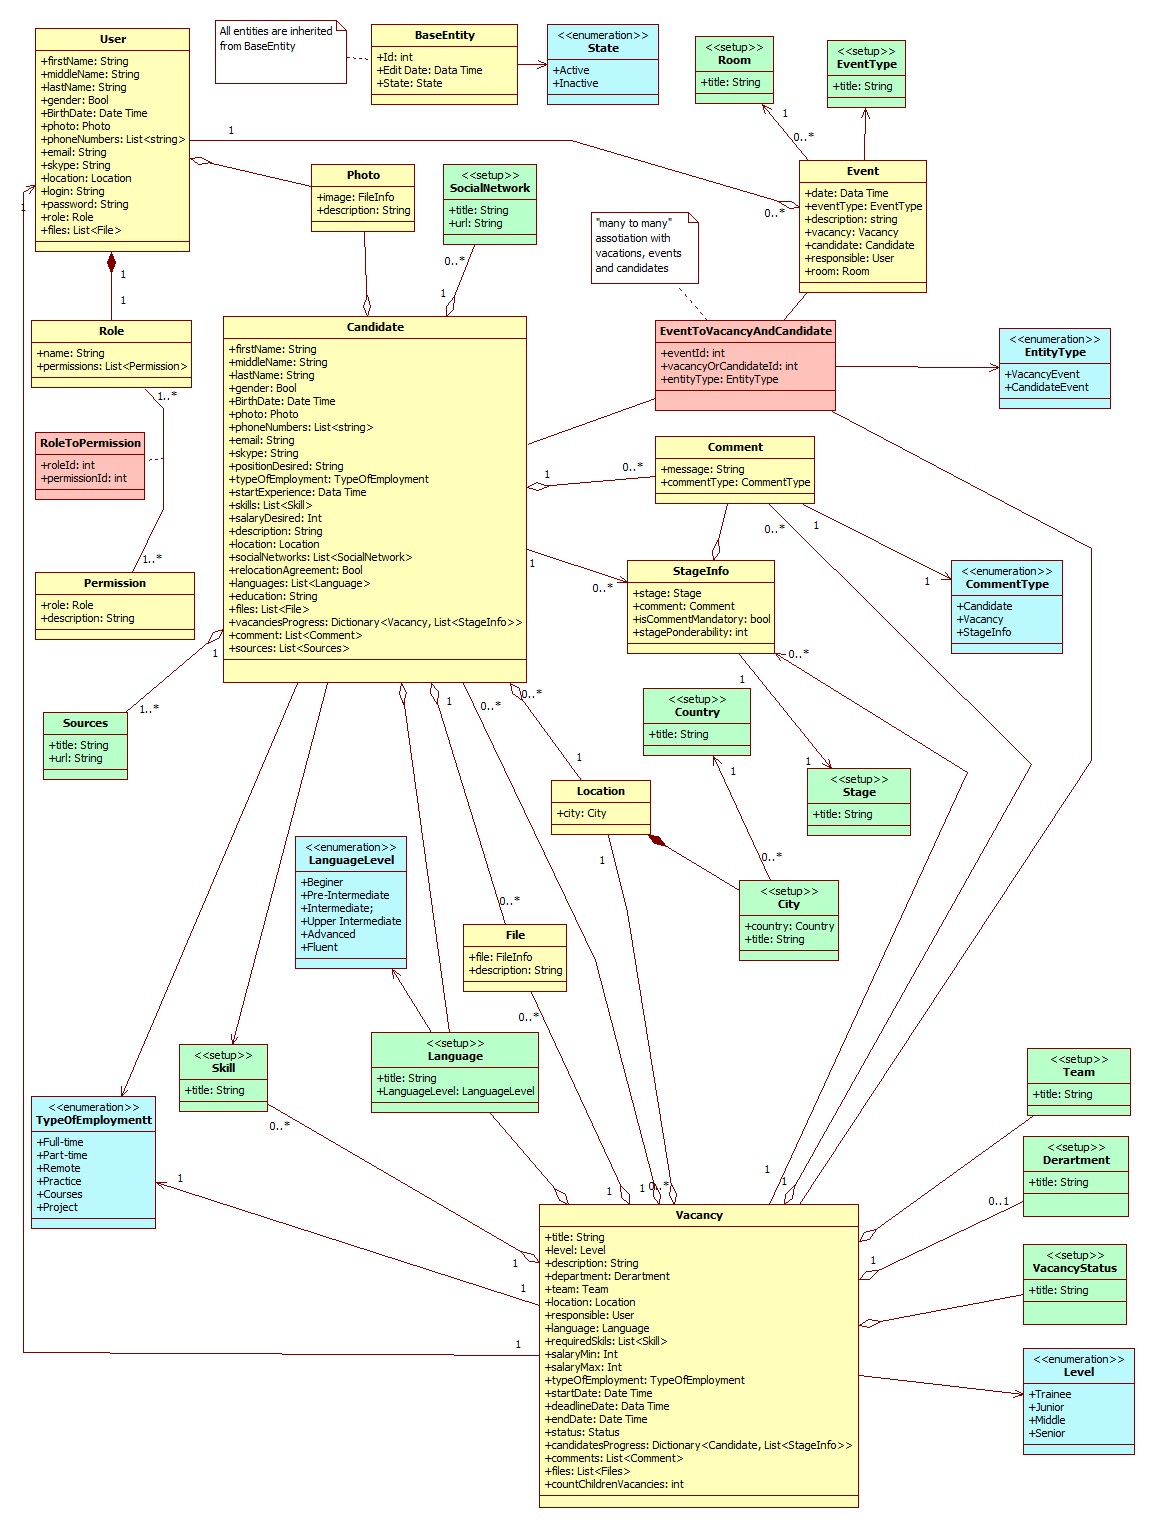 User
+firstName: String
+middleName: String
+lastName: String
+gender: Bool
+BirthDate: Date Time
+photo: Photo
+phoneNumbers: List<string>
+email: String
+skype: String
+location: Location
+login: String
+password: String
+role: Role
+files: List<File>
All entities are inherited
from BaseEntity
BaseEntity
+Id: int
+Edit Date: Data Time
+State: State
<<enumeration>>
State
+Active
+Inactive
<<setup>>
Room
+title: String
<<setup>>
EventType
+title: String
1
0..*
1
0..*
1
Photo
+image: FileInfo
+description: String
<<setup>>
SocialNetwork
+title: String
+url: String
Event
+date: Data Time
+eventType: EventType
+description: string
+vacancy: Vacancy
+candidate: Candidate
+responsible: User
+room: Room
"many to many"
assotiation with
vacations, events
and candidates
1
1
0..*
1
Role
+name: String
+permissions: List<Permission>
1..*
RoleToPermission
+roleId: int
+permissionId: int
1..*
Permission
+role: Role
+description: String
Candidate
+firstName: String
+middleName: String
+lastName: String
+gender: Bool
+BirthDate: Date Time
+photo: Photo
+phoneNumbers: List<string>
+email: String
+skype: String
+positionDesired: String
+typeOfEmployment: TypeOfEmployment
+startExperience: Data Time
+skills: List<Skill>
+salaryDesired: Int
+description: String
+location: Location
+socialNetworks: List<SocialNetwork>
+relocationAgreement: Bool
+languages: List<Language>
+education: String
+files: List<File>
+vacanciesProgress: Dictionary<Vacancy, List<StageInfo>>
+comment: List<Comment>
+sources: List<Sources>
EventToVacancyAndCandidate
+eventId: int
+vacancyOrCandidateId: int
+entityType: EntityType
<<enumeration>>
EntityType
+VacancyEvent
+CandidateEvent
Comment
+message: String
+commentType: CommentType
1
0..*
0..*
1
1
<<enumeration>>
CommentType
+Candidate
+Vacancy
+StageInfo
1
0..*
StageInfo
+stage: Stage
+comment: Comment
+isCommentMandatory: bool
+stagePonderability: int
0..*
1
1
1
1..*
Sources
+title: String
+url: String
1
0..*
0..*
1
<<setup>>
Country
+title: String
1
<<setup>>
Stage
+title: String
Location
+city: City
1
0..*
<<setup>>
City
+country: Country
+title: String
<<enumeration>>
LanguageLevel
+Beginer
+Pre-Intermediate
+Intermediate;
+Upper Intermediate
+Advanced
+Fluent
0..*
File
+file: FileInfo
+description: String
0..*
<<setup>>
Skill
+title: String
0..*
<<setup>>
Language
+title: String
+LanguageLevel: LanguageLevel
<<enumeration>>
TypeOfEmploymentt
+Full-time
+Part-time
+Remote
+Practice
+Courses
+Project
1
1
1
1
1
1
0..*
1
1
<<setup>>
Team
+title: String
<<setup>>
Derartment
+title: String
0..1
1
<<setup>>
VacancyStatus
+title: String
<<enumeration>>
Level
+Trainee
+Junior
+Middle
+Senior
Vacancy
+title: String
+level: Level
+description: String
+department: Derartment
+team: Team
+location: Location
+responsible: User
+language: Language
+requiredSkils: List<Skill>
+salaryMin: Int
+salaryMax: Int
+typeOfEmployment: TypeOfEmployment
+startDate: Date Time
+deadlineDate: Data Time
+endDate: Date Time
+status: Status
+candidatesProgress: Dictionary<Candidate, List<StageInfo>>
+comments: List<Comment>
+files: List<Files>
+countChildrenVacancies: int